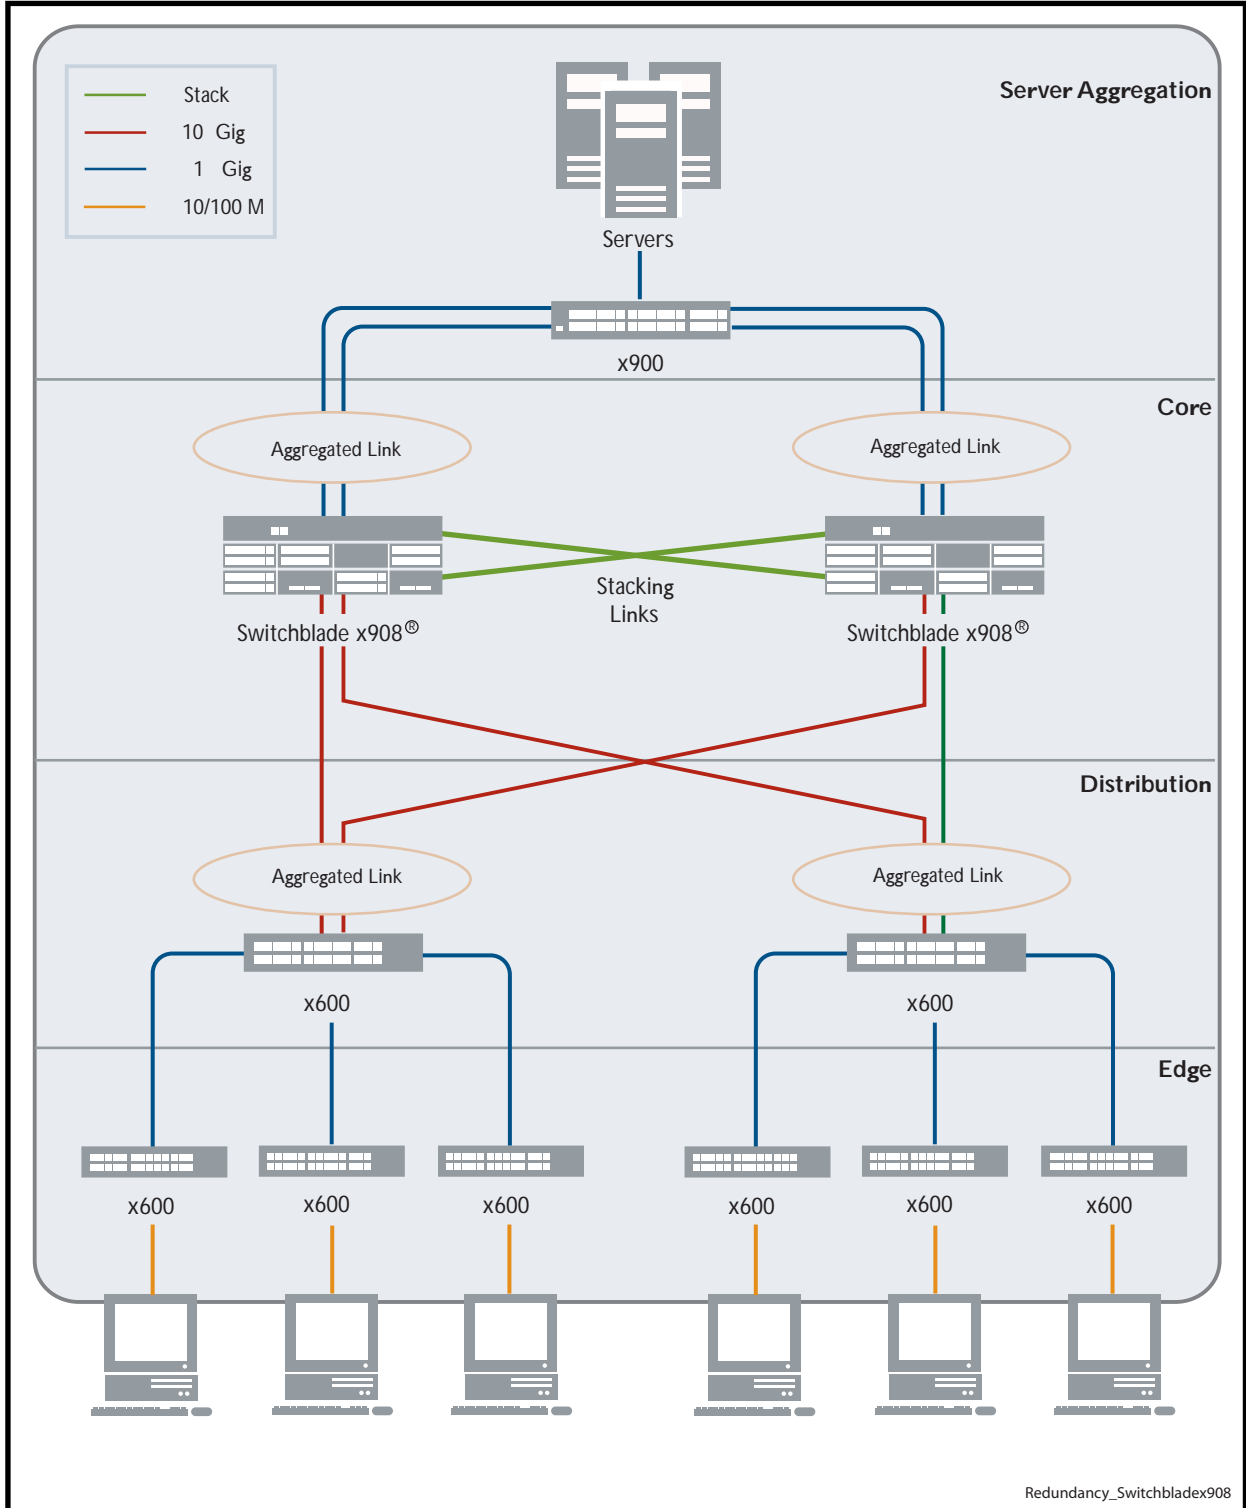 Server Aggregation
Stack
10 Gig
1 Gig
10/100 M
Servers
x900
Core
Aggregated Link
Aggregated Link
Stacking
Links
Switchblade x908®
Switchblade x908®
Distribution
Aggregated Link
Aggregated Link
x600
x600
Edge
x600
x600
x600
x600
x600
x600
Redundancy_Switchbladex908